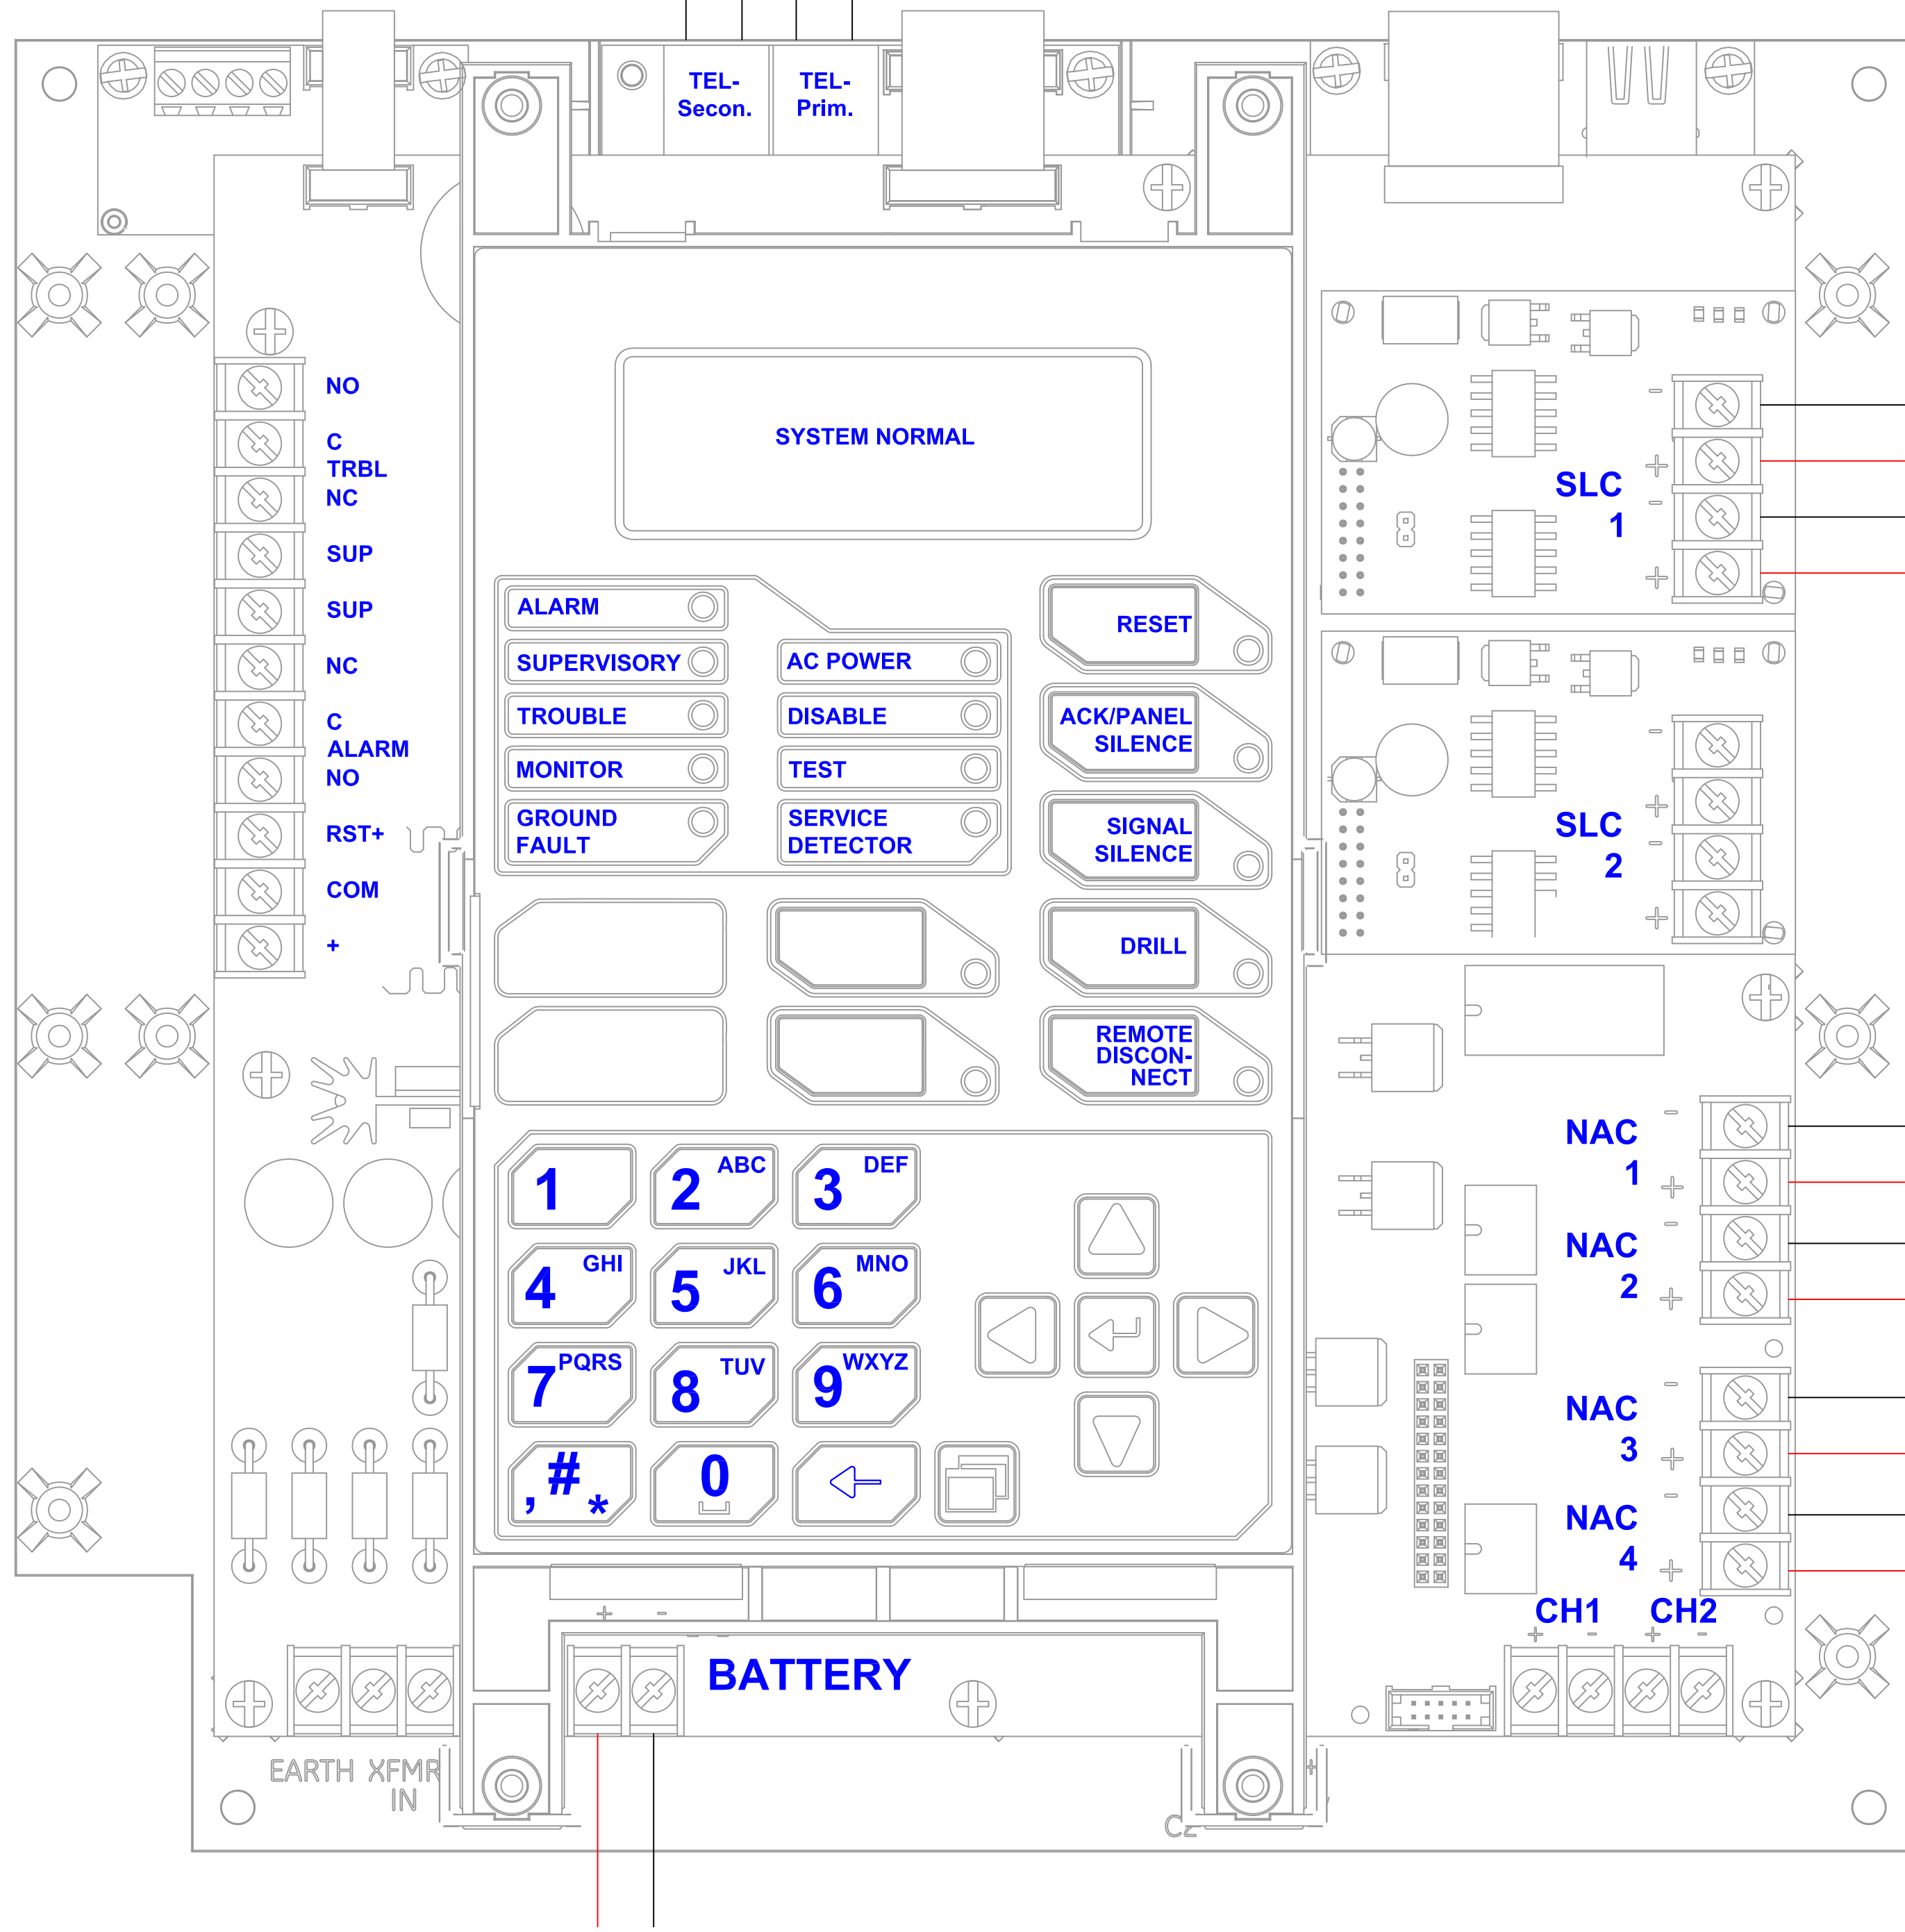 TEL-
Secon.
TEL-
Prim.
NO
C
TRBL
NC
SUP
SUP
NC
C
ALARM
NO
RST+
COM
+
SYSTEM NORMAL
ALARM
SUPERVISORY
TROUBLE
MONITOR
GROUND
FAULT
AC POWER
DISABLE
TEST
SERVICE
DETECTOR
RESET
ACK/PANEL
SILENCE
SIGNAL
SILENCE
DRILL
REMOTE
DISCON-
NECT
1
2 ABC
3 DEF
4 GHI
5 JKL
6 MNO
7 PQRS
8 TUV
9 WXYZ
,#*
0
SLC
1
- 
+
-
+
SLC
2
-
+
-
+
NAC
1
-
+
NAC
2
-
+
NAC
3
-
+
NAC
4
-
+
CH1 CH2
+ - + -
+ -
BATTERY
EARTH XFMR
IN